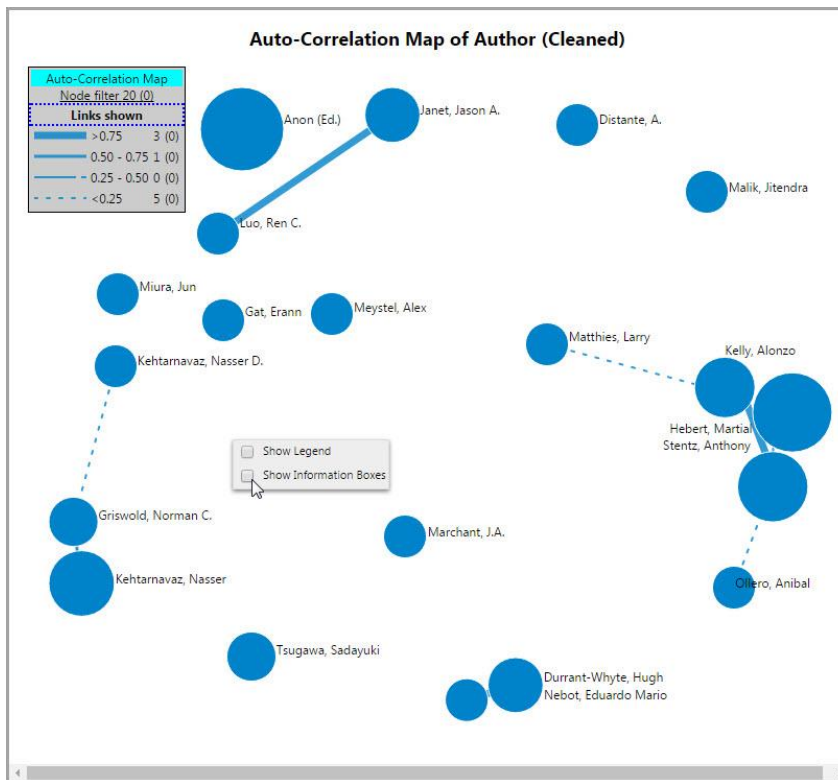 Auto-Correlation Map of Author (Cleaned)
Auto-Correlation Map
Node filter 20 (0)
Links shown
>0.75 3 (0)
0.50 - 0.75 1 (0)
0.25 - 0.50 0 (0)
<0.25 5 (0)
Anon (Ed.)
Janet, Jason A.
Distante, A.
Malik, Jitendra
Luo, Ren C.
Miura, Jun
Gat, Erann
Meystel, Alex
Matthies, Larry
Kelly, Alonzo
Kehtarnavaz, Nasser D.
Hebert, Martial
Stentz, Anthony
Show Legend
Show Information Boxes
Griswold, Norman C.
Marchant, J.A.
Kehtarnavaz, Nasser
Ollero, Anibal
Tsugawa, Sadayuki
Durrant-Whyte, Hugh
Nebot, Eduardo Mario